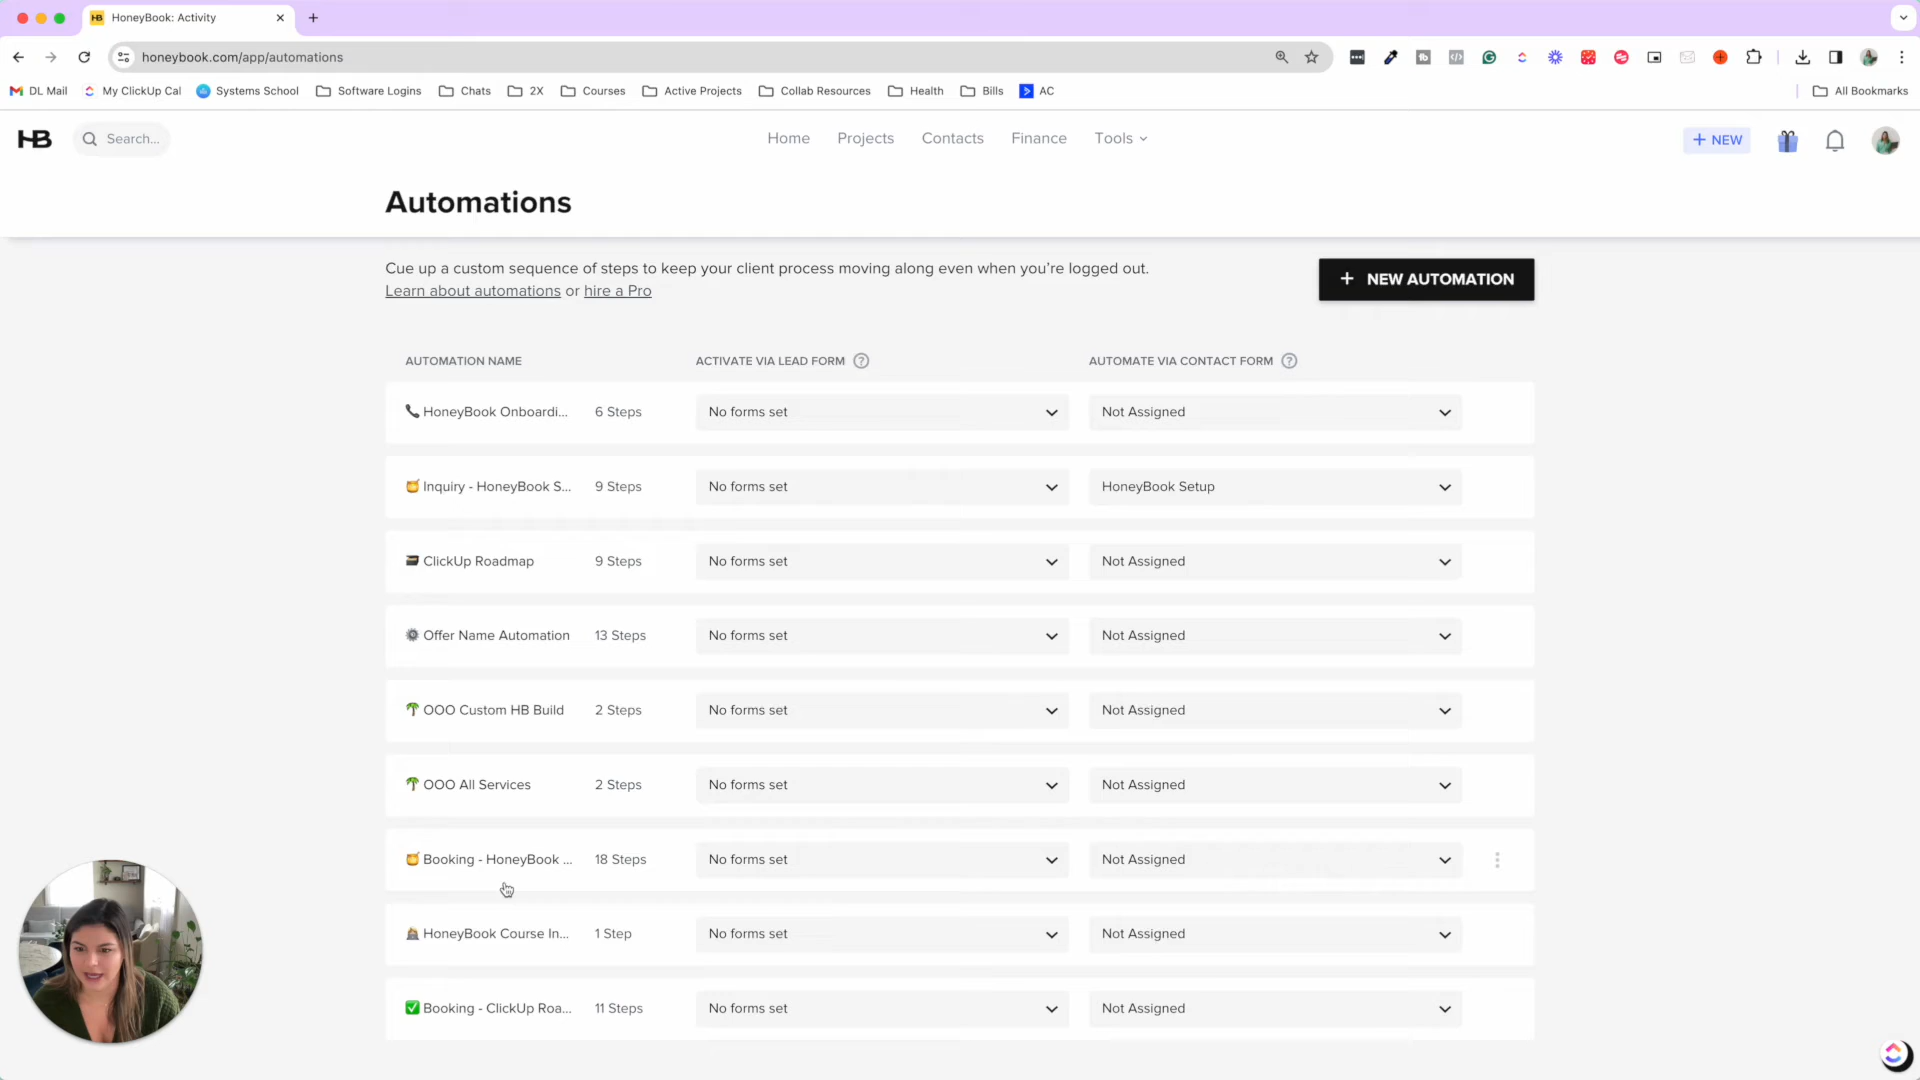 HB HoneyBook: Activity
honeybook.com/app/automations
DL Mail My ClickUp Cal Systems School Software Logins Chats 2X Courses Active Projects Collab Resources Health Bills AC All Bookmarks
HB Search... Home Projects Contacts Finance Tools + NEW
Automations
Cue up a custom sequence of steps to keep your client process moving along even when you're logged out.
Learn about automations or hire a Pro
+ NEW AUTOMATION
AUTOMATION NAME ACTIVATE VIA LEAD FORM ? AUTOMATE VIA CONTACT FORM ?
HoneyBook Onboardi... 6 Steps No forms set Not Assigned
Inquiry - HoneyBook S... 9 Steps No forms set HoneyBook Setup
ClickUp Roadmap 9 Steps No forms set Not Assigned
Offer Name Automation 13 Steps No forms set Not Assigned
OOO Custom HB Build 2 Steps No forms set Not Assigned
OOO All Services 2 Steps No forms set Not Assigned
Booking - HoneyBook ... 18 Steps No forms set Not Assigned
HoneyBook Course In... 1 Step No forms set Not Assigned
Booking - ClickUp Roa... 11 Steps No forms set Not Assigned